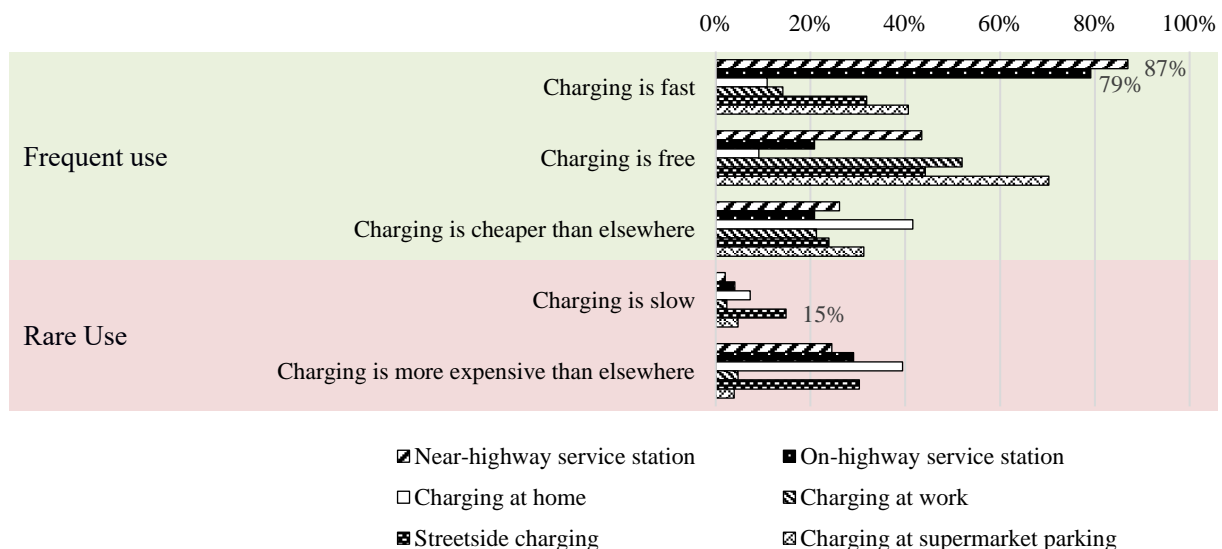 0% 20% 40% 60% 80% 100%
Frequent use
Charging is fast
87%
79%
Charging is free
Charging is cheaper than elsewhere
Rare Use
Charging is slow
15%
Charging is more expensive than elsewhere
Near-highway service station
On-highway service station
Charging at home
Charging at work
Streetside charging
Charging at supermarket parking